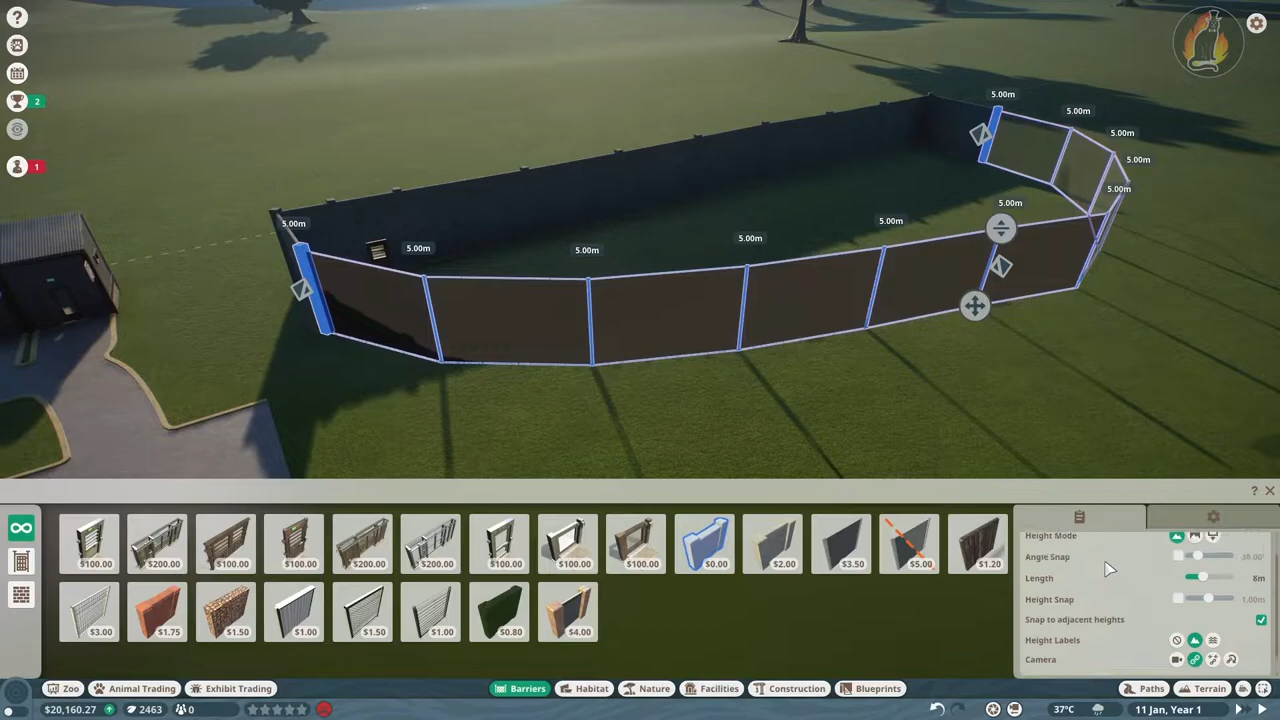 ?
2
1
5.00m
5.00m
5.00m
5.00m
5.00m
5.00m
5.00m
5.00m
5.00m
5.00m
5.00m
? ×
$100.00 $200.00 $100.00 $100.00 $200.00 $200.00 $100.00 $100.00 $100.00 $0.00 $2.00 $3.50 $5.00 $1.20
$3.00 $1.75 $1.50 $1.00 $1.50 $1.00 $0.80 $4.00
Height Mode
Angle Snap
Length 8m
Height Snap 1.00m
Snap to adjacent heights
Height Labels
Camera
Zoo Animal Trading Exhibit Trading Barriers Habitat Nature Facilities Construction Blueprints Paths Terrain
$20,160.27 2463 0 37°C 11 Jan, Year 1